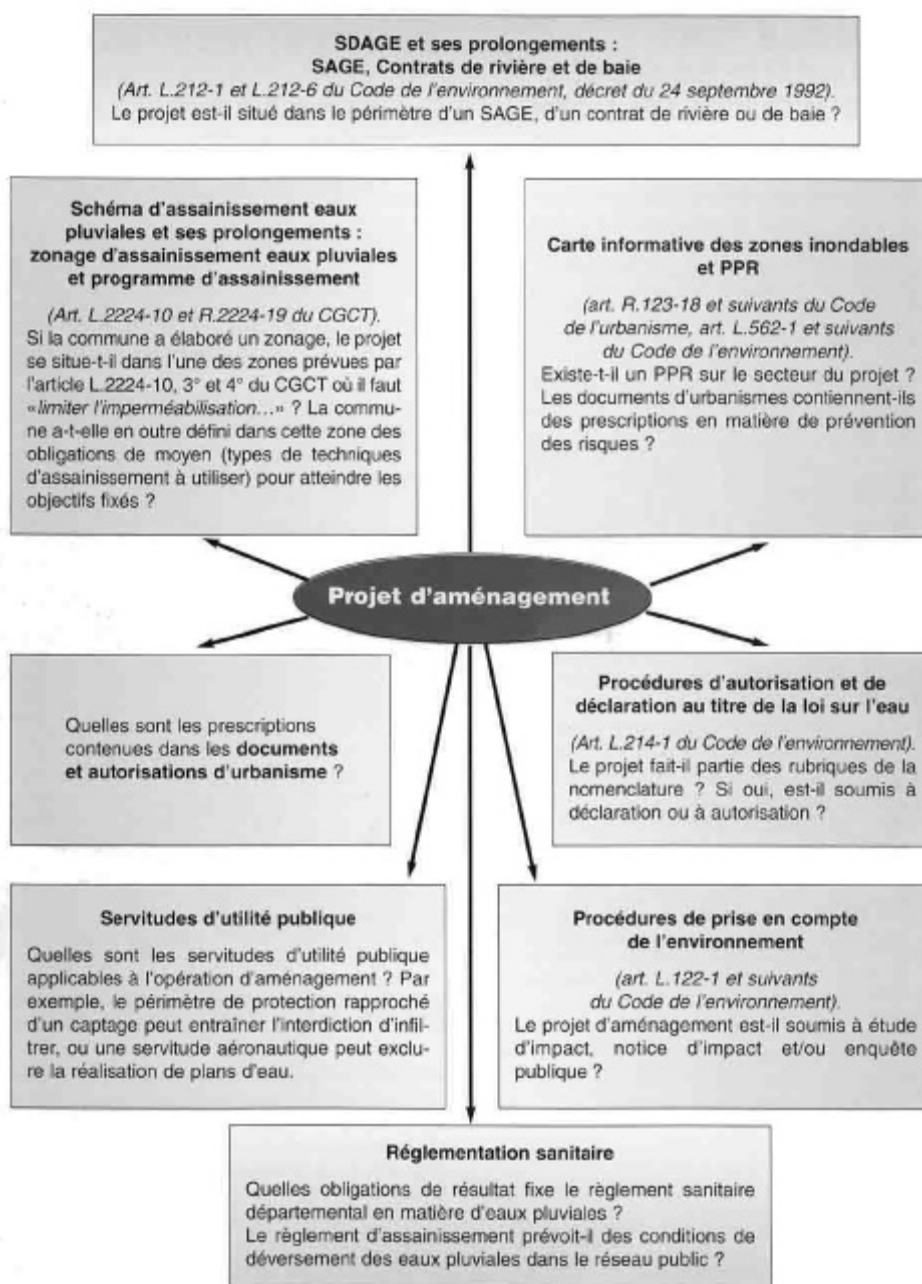 SDAGE et ses prolongements :
SAGE, Contrats de rivière et de baie
(Art. L.212-1 et L.212-6 du Code de l'environnement, décret du 24 septembre 1992).
Le projet est-il situé dans le périmètre d'un SAGE, d'un contrat de rivière ou de baie ?
Schéma d'assainissement eaux
pluviales et ses prolongements :
zonage d'assainissement eaux pluviales
et programme d'assainissement
(Art. L.2224-10 et R.2224-19 du CGCT).
Si la commune a élaboré un zonage, le projet
se situe-t-il dans l'une des zones prévues par
l'article L.2224-10, 3° et 4° du CGCT où il faut
«limiter l'imperméabilisation...» ? La commu-
ne a-t-elle en outre défini dans cette zone des
obligations de moyen (types de techniques
d'assainissement à utiliser) pour atteindre les
objectifs fixés ?
Carte informative des zones inondables
et PPR
(art. R.123-18 et suivants du Code
de l'urbanisme, art. L.562-1 et suivants
du Code de l'environnement).
Existe-t-il un PPR sur le secteur du projet ?
Les documents d'urbanismes contiennent-ils
des prescriptions en matière de prévention
des risques ?
Projet d'aménagement
Quelles sont les prescriptions
contenues dans les documents
et autorisations d'urbanisme ?
Procédures d'autorisation et de
déclaration au titre de la loi sur l'eau
(Art. L.214-1 du Code de l'environnement).
Le projet fait-il partie des rubriques de la
nomenclature ? Si oui, est-il soumis à
déclaration ou à autorisation ?
Servitudes d'utilité publique
Quelles sont les servitudes d'utilité publique
applicables à l'opération d'aménagement ? Par
exemple, le périmètre de protection rapproché
d'un captage peut entraîner l'interdiction d'infil-
trer, ou une servitude aéronautique peut exclu-
re la réalisation de plans d'eau.
Procédures de prise en compte
de l'environnement
(art. L.122-1 et suivants
du Code de l'environnement).
Le projet d'aménagement est-il soumis à étude
d'impact, notice d'impact et/ou enquête
publique ?
Réglementation sanitaire
Quelles obligations de résultat fixe le règlement sanitaire
départemental en matière d'eaux pluviales ?
Le règlement d'assainissement prévoit-il des conditions de
déversement des eaux pluviales dans le réseau public ?